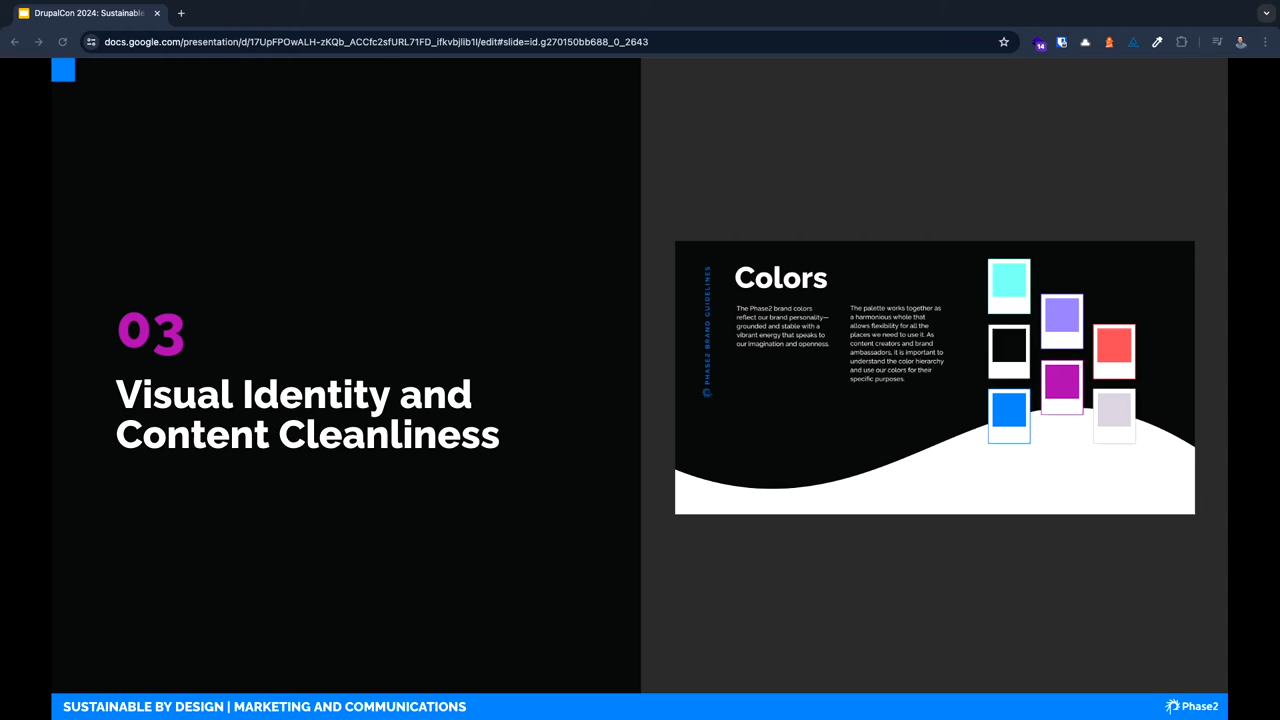 DrupalCon 2024: Sustainable
docs.google.com/presentation/d/17UpFPOwALH-zKQb_ACCfc2sfURL71FD_ifkvbjlib1I/edit#slide=id.g270150bb688_0_2643
14
03
Visual Identity and
Content Cleanliness
PHASE2 BRAND GUIDELINES
Colors
The Phase2 brand colors
reflect our brand personality—
grounded and stable with a
vibrant energy that speaks to
our imagination and openness.
The palette works together as
a harmonious whole that
allows flexibility for all the
places we need to use it. As
content creators and brand
ambassadors, it is important to
understand the color hierarchy
and use our colors for their
specific purposes.
SUSTAINABLE BY DESIGN | MARKETING AND COMMUNICATIONS
Phase2